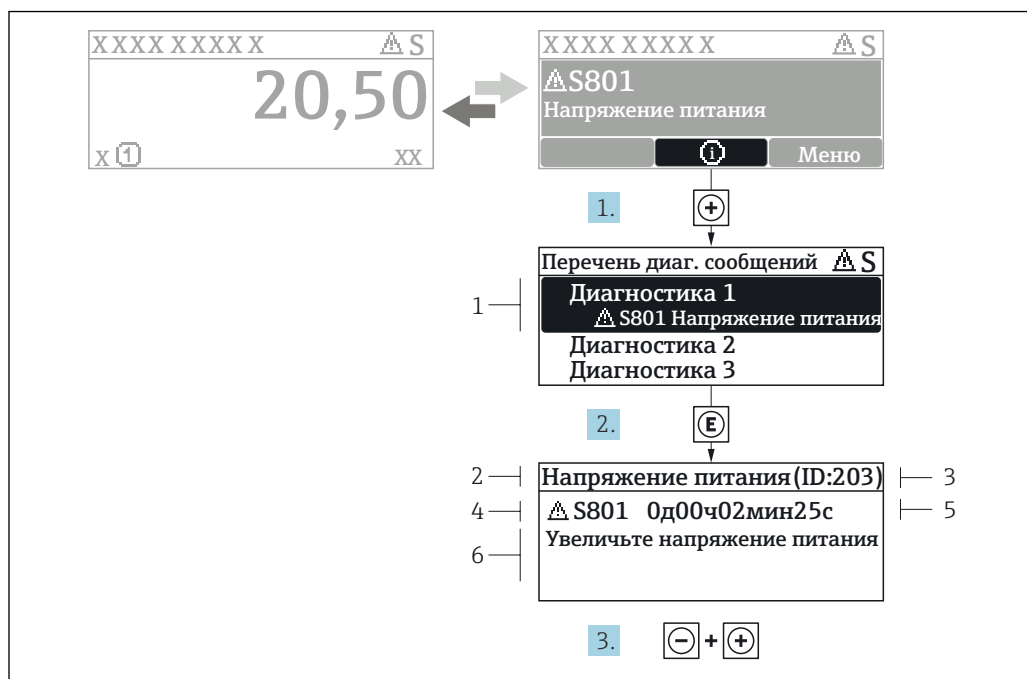 XXXX XXXXX ⚠ S
20,50
x 1 XX
XXXX XXXXX ⚠ S
⚠S801
Напряжение питания
i Меню
1. +
Перечень диаг. сообщений ⚠ S
1
Диагностика 1
⚠ S801 Напряжение питания
Диагностика 2
Диагностика 3
2. E
2 Напряжение питания (ID:203) 3
4 ⚠ S801 0д00ч02мин25с 5
6 Увеличьте напряжение питания
3. - + +